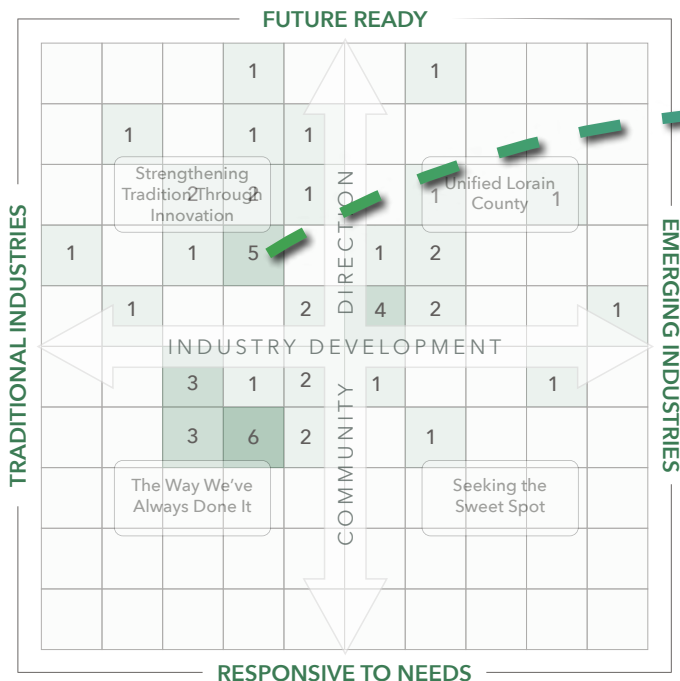 FUTURE READY
1 1
1 1 1
Strengthening
Tradition Through
Innovation
2 2 1
Unified Lorain
County
1 1
1 1 5 1 2
1 2 4 2 1
TRADITIONAL INDUSTRIES
EMERGING INDUSTRIES
COMMUNITY DIRECTION
INDUSTRY DEVELOPMENT
3 1 2 1 1
3 6 2 1
The Way We've
Always Done It
Seeking the
Sweet Spot
RESPONSIVE TO NEEDS